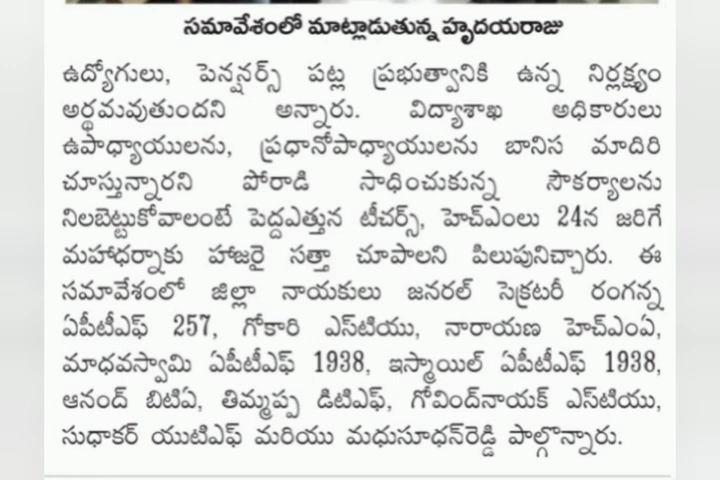 సమావేశంలో మాట్లాడుతున్న హృదయరాజు
ఉద్యోగులు, పెన్షనర్స్ పట్ల ప్రభుత్వానికి ఉన్న నిర్లక్ష్యం
అర్థమవుతుందని అన్నారు. విద్యాశాఖ అధికారులు
ఉపాధ్యాయులను, ప్రధానోపాధ్యాయులను బానిస మాదిరి
చూస్తున్నారని పోరాడి సాధించుకున్న సౌకర్యాలను
నిలబెట్టుకోవాలంటే పెద్దఎత్తున టీచర్స్, హెచ్ఎంలు 24న జరిగే
మహాధర్నాకు హాజరై సత్తా చూపాలని పిలుపునిచ్చారు. ఈ
సమావేశంలో జిల్లా నాయకులు జనరల్ సెక్రటరీ రంగన్న
ఏపీటీఎఫ్ 257, గోకారి ఎస్‌టియు, నారాయణ హెచ్ఎంఏ,
మాధవస్వామి ఏపీటీఎఫ్ 1938, ఇస్మాయిల్ ఏపీటీఎఫ్ 1938,
ఆనంద్ బిటిఏ, తిమ్మప్ప డిటిఎఫ్, గోవింద్‌నాయక్ ఎస్‌టియు,
సుధాకర్ యుటిఎఫ్ మరియు మధుసూధన్‌రెడ్డి పాల్గొన్నారు.